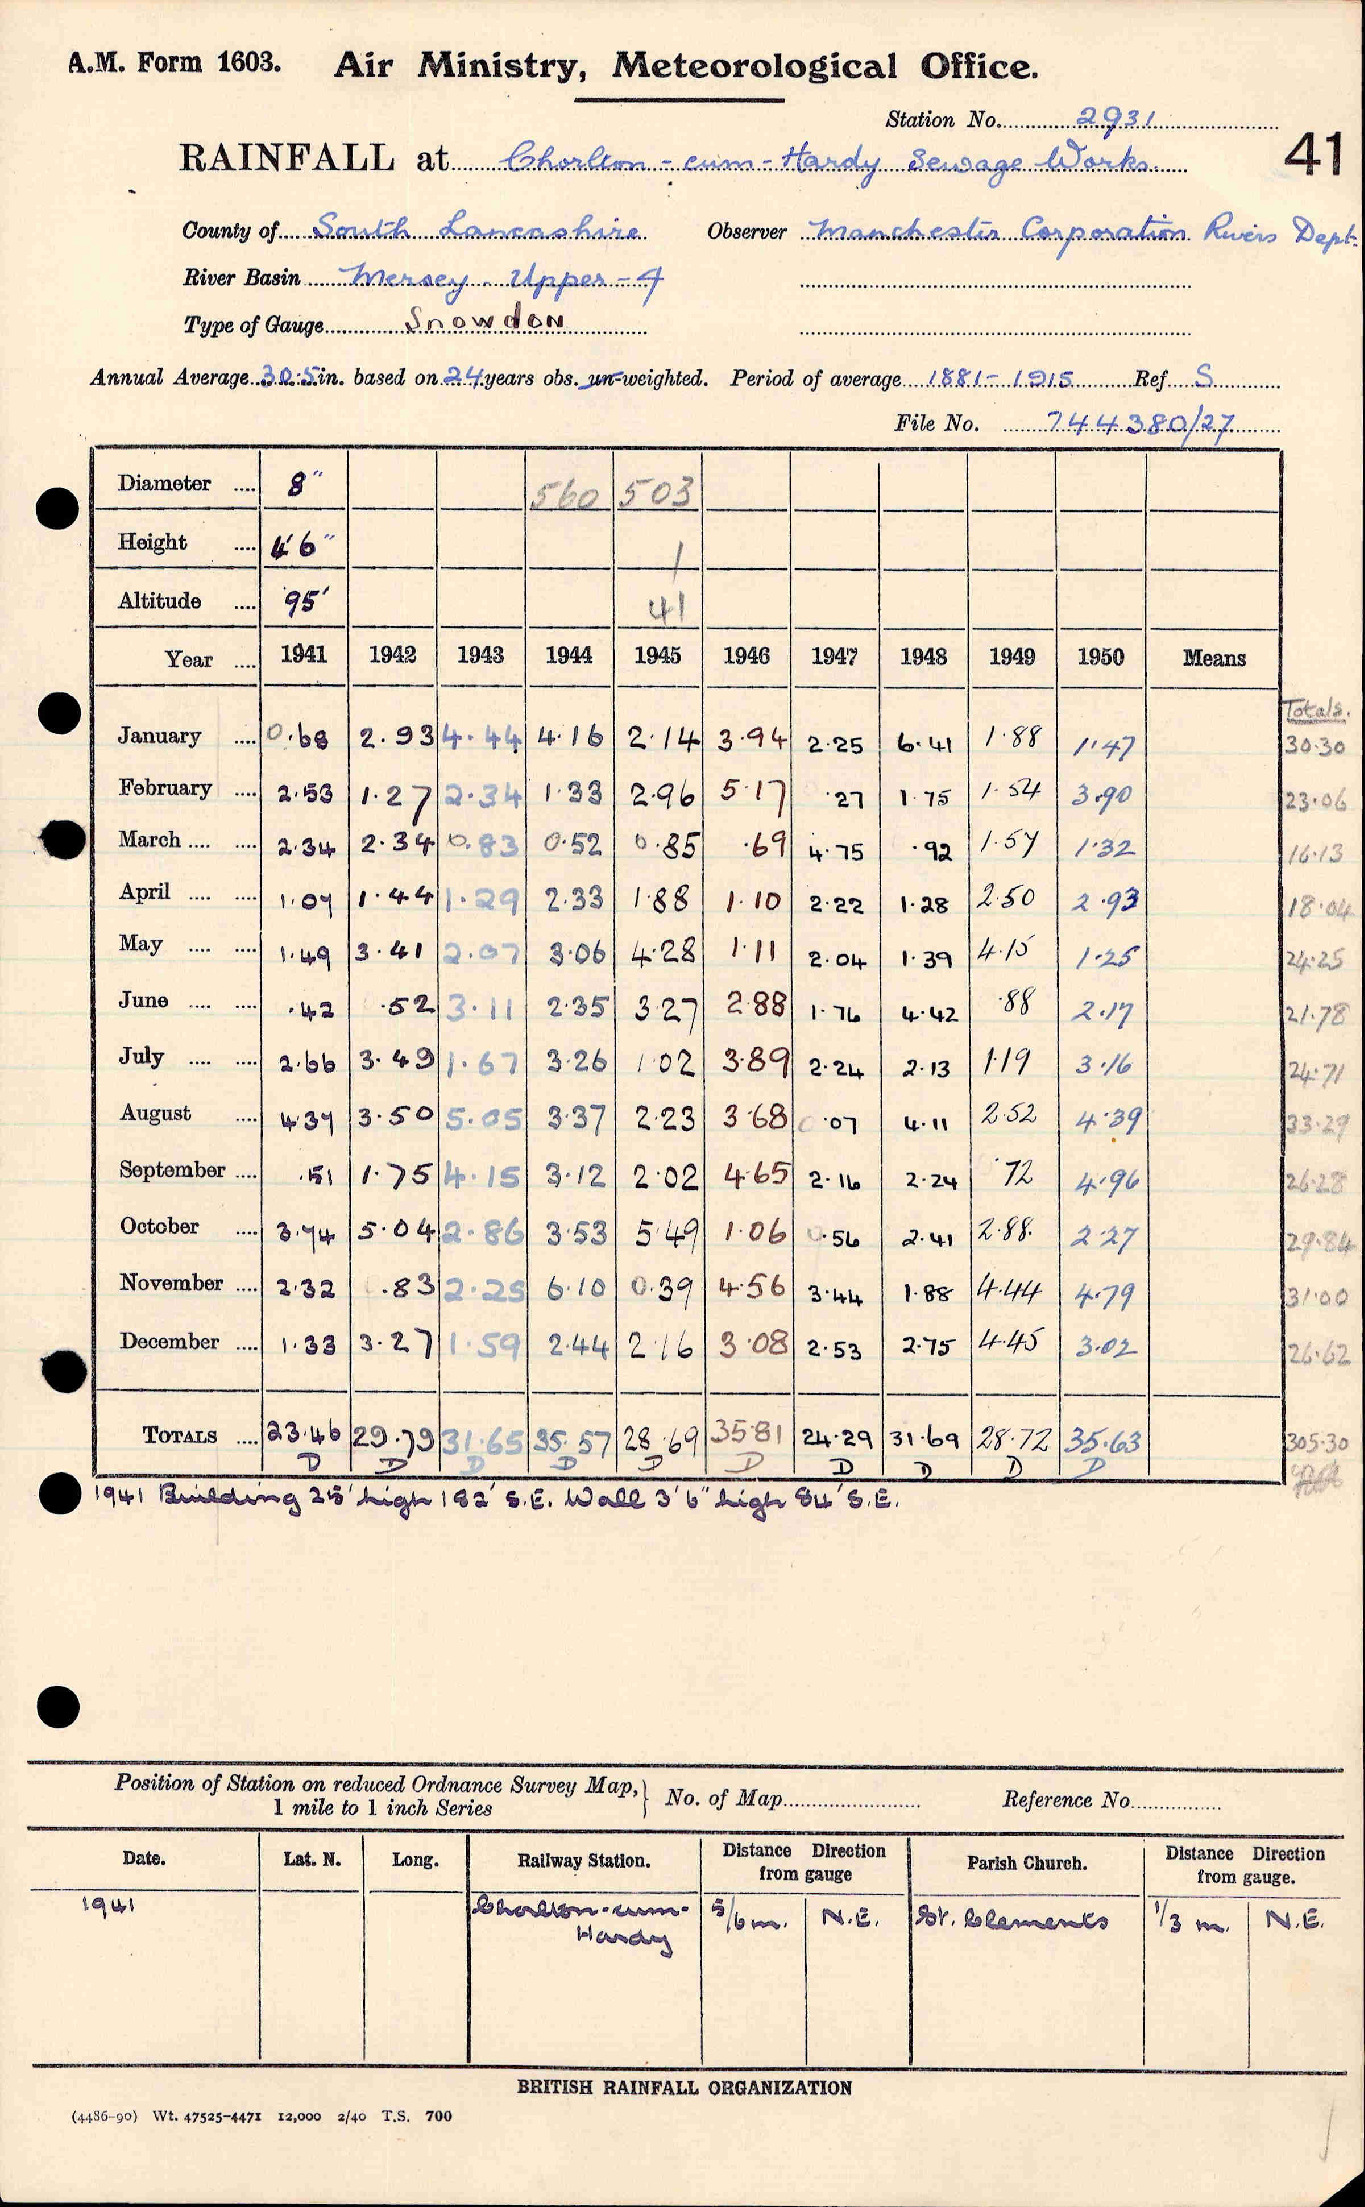 A.M. Form 1603. Air Ministry, Meteorological Office.
Station No. 2931
41
RAINFALL at Chorlton-cum-Hardy Sewage Works.
County of South Lancashire Observer Manchester Corporation Rivers Dept.
River Basin Mersey. Upper-4
Type of Gauge Snowdon
Annual Average 30.5 in. based on 24 years obs. un-weighted. Period of average 1881-1915 Ref S
File No. 744380/27
Diameter .... 8" 560 503
Height .... 4'6" 1
Altitude .... 95' 41
Year .... 1941 1942 1943 1944 1945 1946 1947 1948 1949 1950 Means
Totals.
January .... 0.68 2.93 4.44 4.16 2.14 3.94 2.25 6.41 1.88 1.47 30.30
February .... 2.53 1.27 2.34 1.33 2.96 5.17 .27 1.75 1.54 3.90 23.06
March .... .... 2.34 2.34 0.83 0.52 0.85 .69 4.75 .92 1.57 1.32 16.13
April .... .... 1.07 1.44 1.29 2.33 1.88 1.10 2.22 1.28 2.50 2.93 18.04
May .... .... 1.49 3.41 2.07 3.06 4.28 1.11 2.04 1.39 4.15 1.25 24.25
June .... .... .42 .52 3.11 2.35 3.27 2.88 1.76 4.42 .88 2.17 21.78
July .... .... 2.66 3.49 1.67 3.26 1.02 3.89 2.24 2.13 1.19 3.16 24.71
August .... 4.37 3.50 5.05 3.37 2.23 3.68 0.07 4.11 2.52 4.39 33.29
September .... .51 1.75 4.15 3.12 2.02 4.65 2.16 2.24 .72 4.96 26.28
October .... 3.74 5.04 2.86 3.53 5.49 1.06 0.56 2.41 2.88. 2.27 29.84
November .... 2.32 .83 2.25 6.10 0.39 4.56 3.44 1.88 4.44 4.79 31.00
December .... 1.33 3.27 1.59 2.44 2.16 3.08 2.53 2.75 4.45 3.02 26.62
TOTALS .... 23.46 29.79 31.65 35.57 28.69 35.81 24.29 31.69 28.72 35.63 305.30
D D D D D D D D D D
1941 Building 25' high 182' S.E. Wall 3'6" high 84' S.E.
Position of Station on reduced Ordnance Survey Map, 1 mile to 1 inch Series } No. of Map Reference No.
Date. Lat. N. Long. Railway Station. Distance Direction from gauge Parish Church. Distance Direction from gauge.
1941 Chorlton-cum-Hardy 5/6 m. N.E. St. Clements 1/3 m. N.E.
BRITISH RAINFALL ORGANIZATION
(4486-90) Wt. 47525-4471 12,000 2/40 T.S. 700